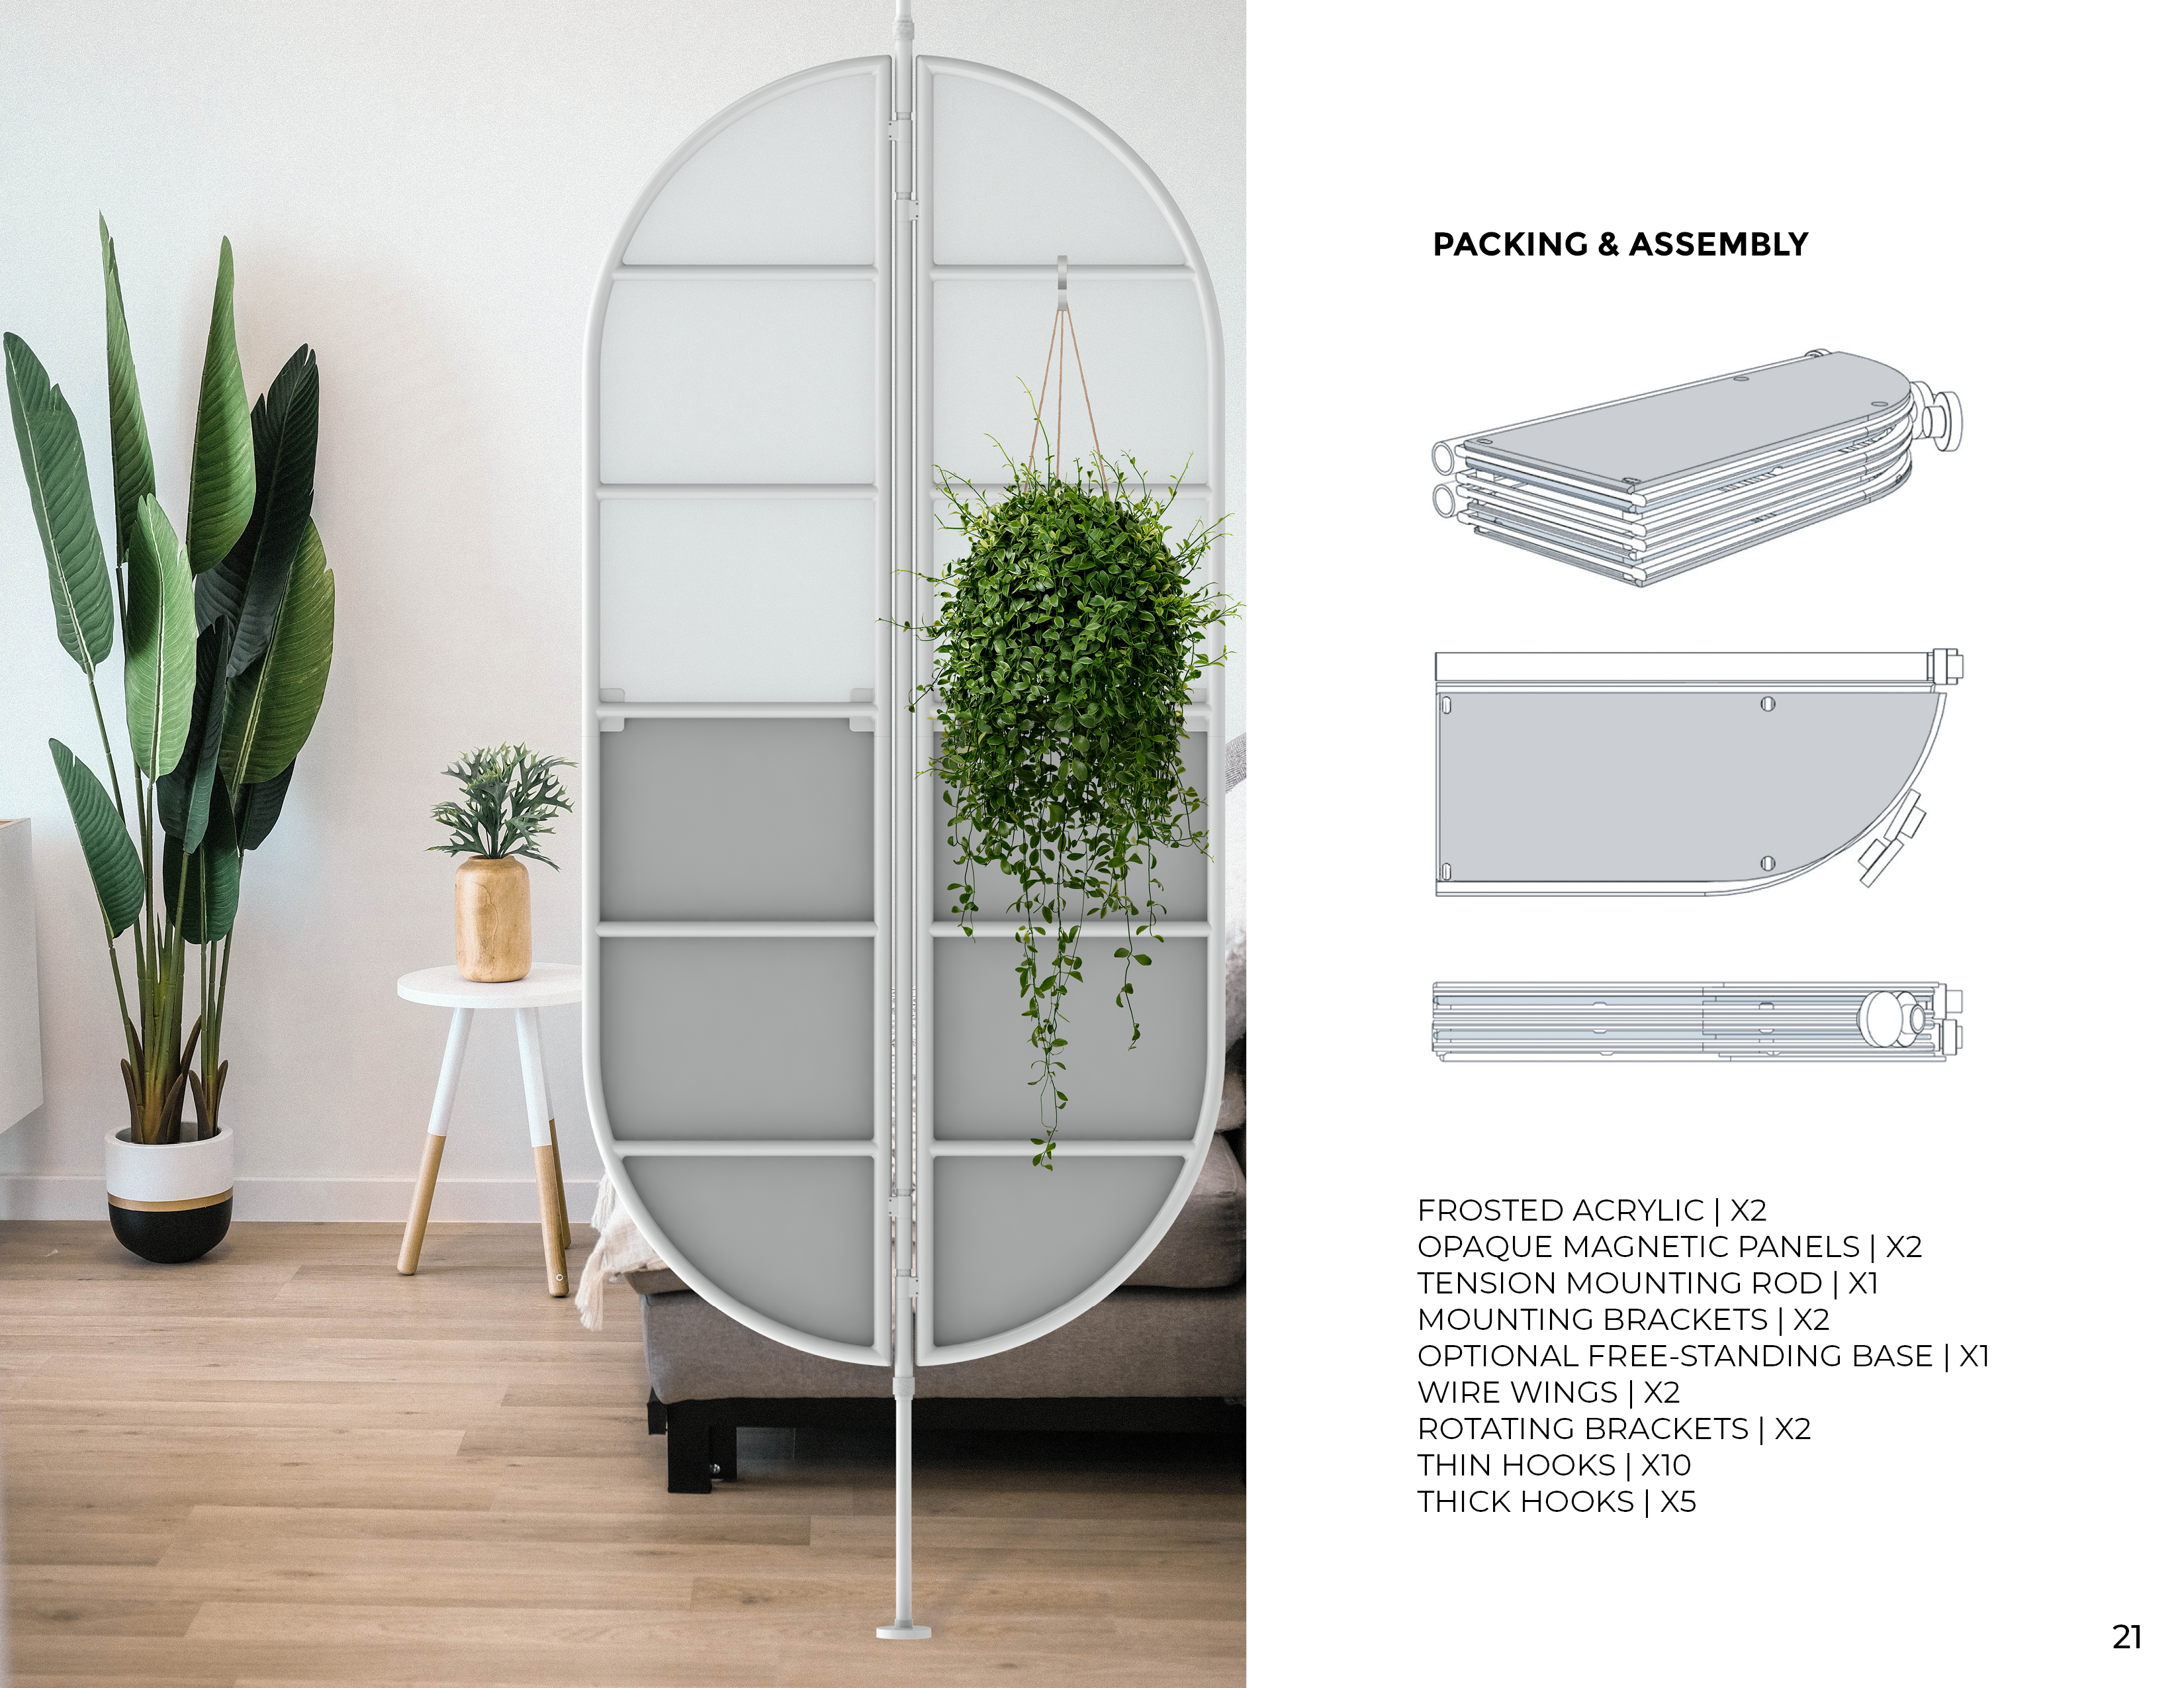 PACKING & ASSEMBLY
FROSTED ACRYLIC | X2
OPAQUE MAGNETIC PANELS | X2
TENSION MOUNTING ROD | X1
MOUNTING BRACKETS | X2
OPTIONAL FREE-STANDING BASE | X1
WIRE WINGS | X2
ROTATING BRACKETS | X2
THIN HOOKS | X10
THICK HOOKS | X5
21